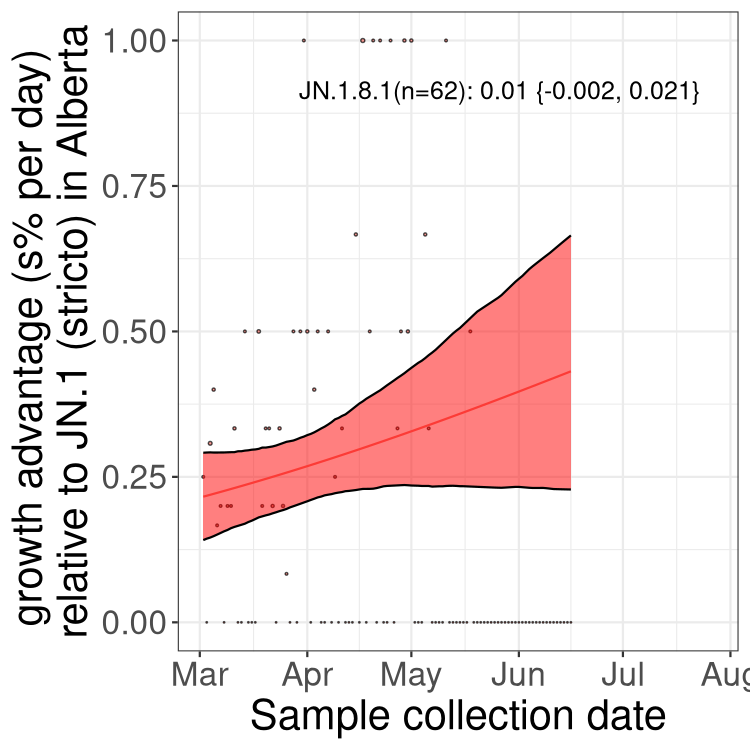 growth advantage (s% per day)
relative to JN.1 (stricto) in Alberta
JN.1.8.1(n=62): 0.01 {-0.002, 0.021}
1.00
0.75
0.50
0.25
0.00
Mar Apr May Jun Jul Aug
Sample collection date